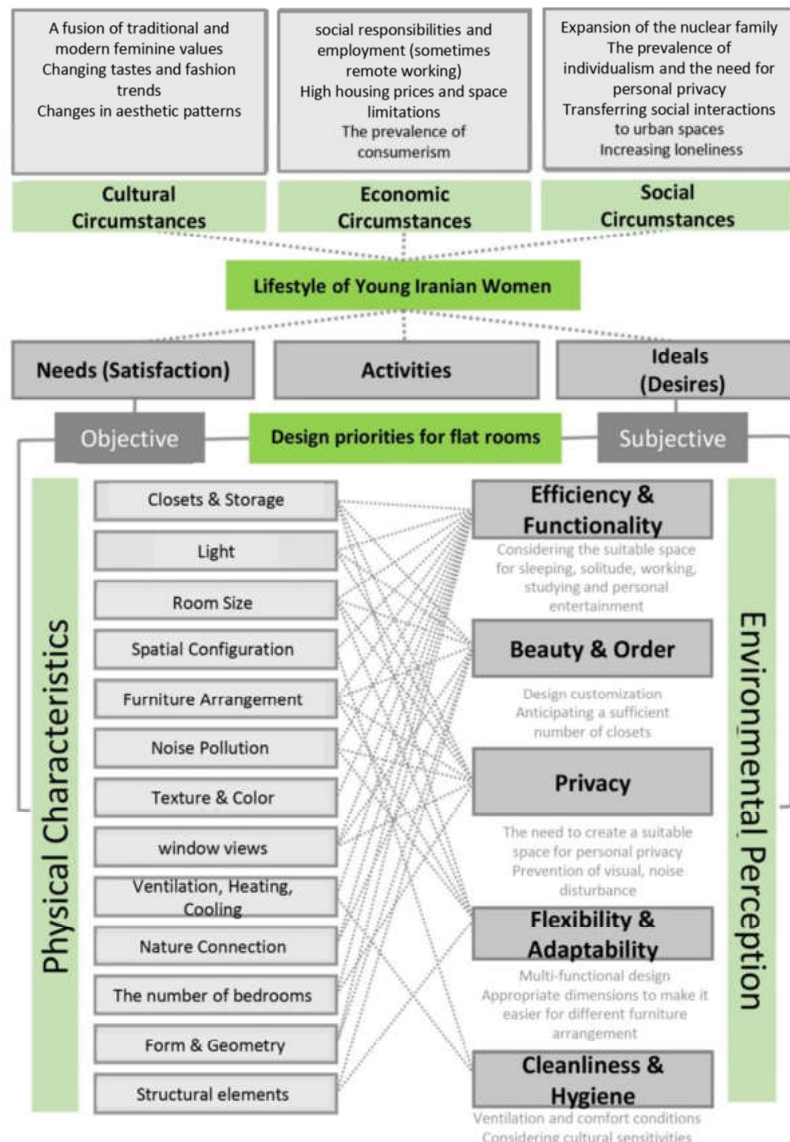 A fusion of traditional and
modern feminine values
Changing tastes and fashion
trends
Changes in aesthetic patterns
social responsibilities and
employment (sometimes
remote working)
High housing prices and space
limitations
The prevalence of
consumerism
Expansion of the nuclear family
The prevalence of
individualism and the need for
personal privacy
Transferring social interactions
to urban spaces
Increasing loneliness
Cultural
Circumstances
Economic
Circumstances
Social
Circumstances
Lifestyle of Young Iranian Women
Needs (Satisfaction)
Activities
Ideals
(Desires)
Objective
Design priorities for flat rooms
Subjective
Physical Characteristics
Closets & Storage
Light
Room Size
Spatial Configuration
Furniture Arrangement
Noise Pollution
Texture & Color
window views
Ventilation, Heating,
Cooling
Nature Connection
The number of bedrooms
Form & Geometry
Structural elements
Efficiency &
Functionality
Considering the suitable space
for sleeping, solitude, working,
studying and personal
entertainment
Beauty & Order
Design customization
Anticipating a sufficient
number of closets
Privacy
The need to create a suitable
space for personal privacy
Prevention of visual, noise
disturbance
Flexibility &
Adaptability
Multi-functional design
Appropriate dimensions to make it
easier for different furniture
arrangement
Cleanliness &
Hygiene
Ventilation and comfort conditions
Considering cultural sensitivities
Environmental Perception